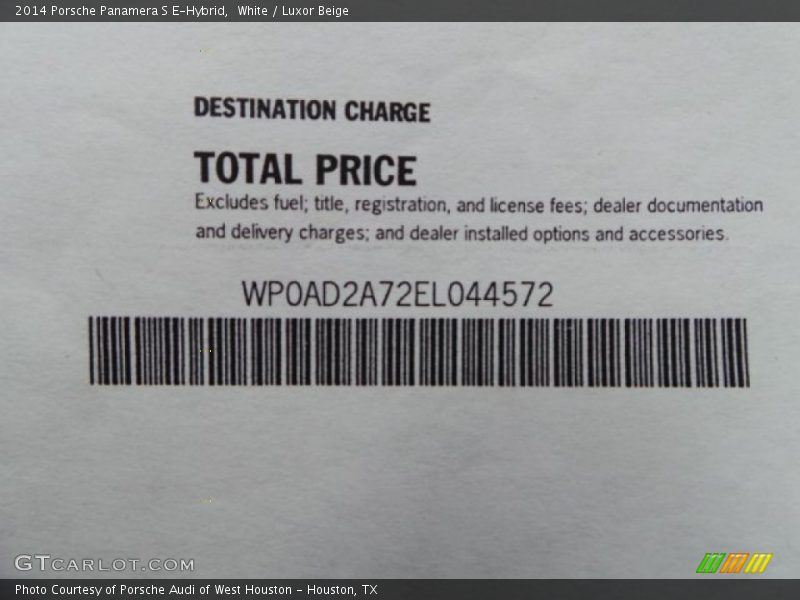 2014 Porsche Panamera S E-Hybrid,  White / Luxor Beige
DESTINATION CHARGE
TOTAL PRICE
Excludes fuel; title, registration, and license fees; dealer documentation
and delivery charges; and dealer installed options and accessories.
WP0AD2A72EL044572
GTCARLOT.COM
Photo Courtesy of Porsche Audi of West Houston - Houston, TX